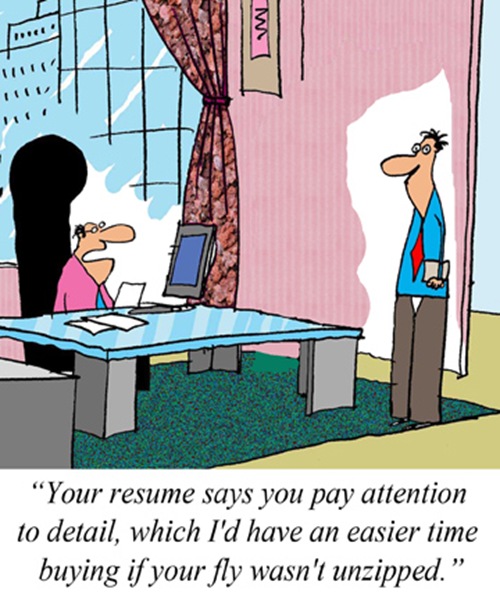 “Your resume says you pay attention
to detail, which I'd have an easier time
buying if your fly wasn't unzipped.”